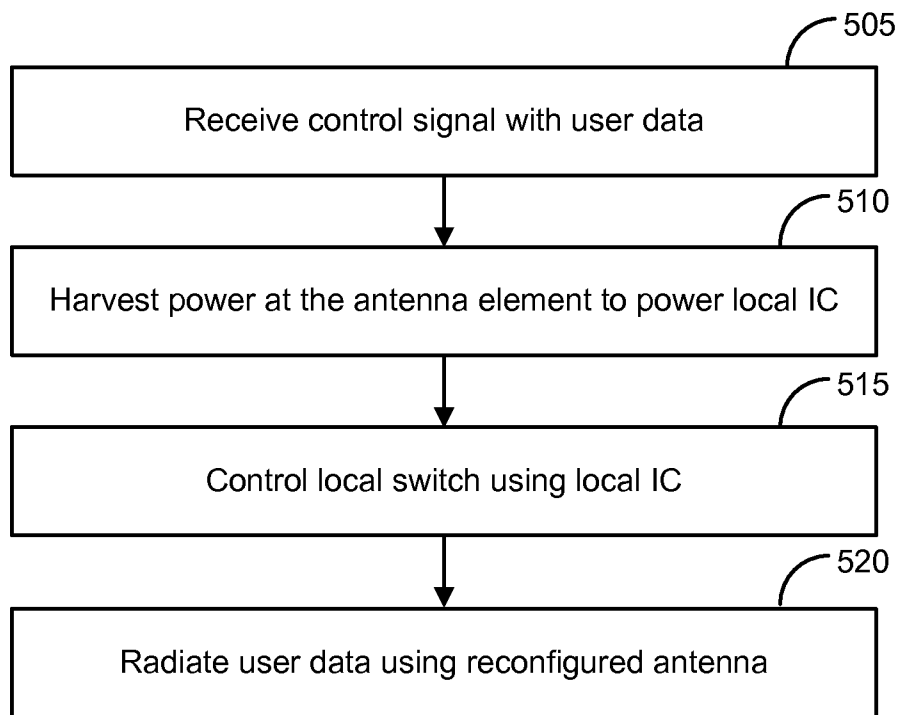 505
Receive control signal with user data
510
Harvest power at the antenna element to power local IC
515
Control local switch using local IC
520
Radiate user data using reconfigured antenna